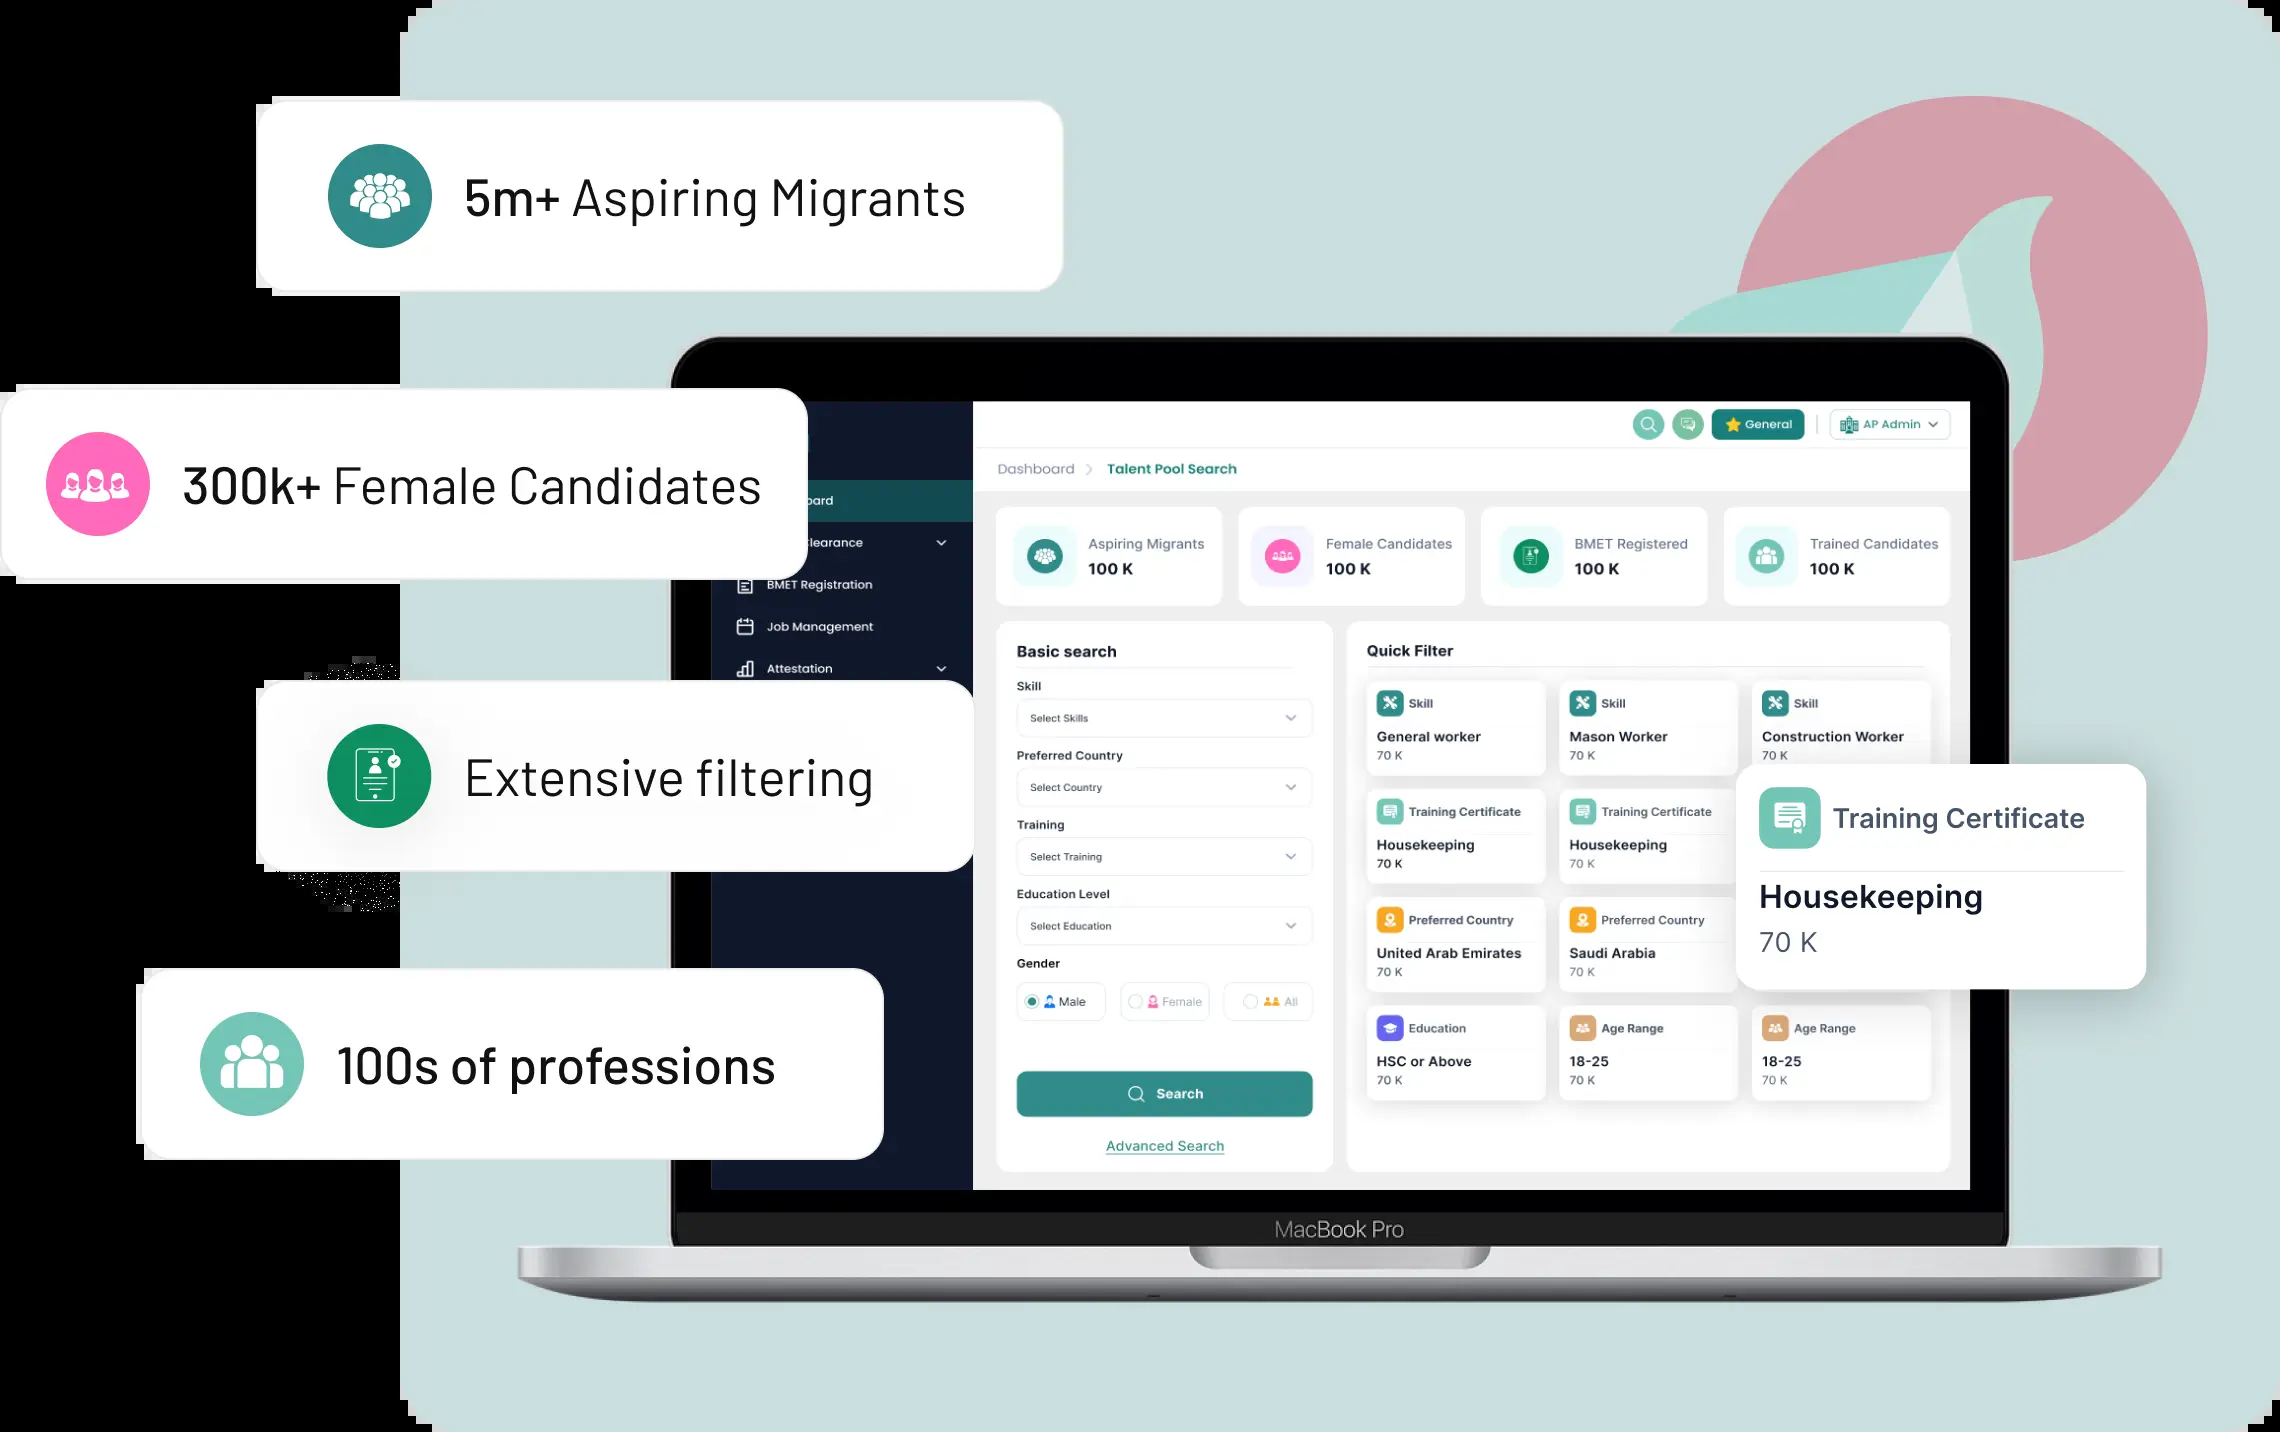 5m+ Aspiring Migrants
300k+ Female Candidates
Extensive filtering
100s of professions
BMET Registration
Job Management
Attestation
General
AP Admin
Dashboard > Talent Pool Search
Aspiring Migrants
100 K
Female Candidates
100 K
BMET Registered
100 K
Trained Candidates
100 K
Basic search
Skill
Select Skills
Preferred Country
Select Country
Training
Select Training
Education Level
Select Education
Gender
Male
Female
All
Search
Advanced Search
Quick Filter
Skill
General worker
70 K
Skill
Mason Worker
70 K
Skill
Construction Worker
70 K
Training Certificate
Housekeeping
70 K
Training Certificate
Housekeeping
70 K
Training Certificate
Housekeeping
70 K
Preferred Country
United Arab Emirates
70 K
Preferred Country
Saudi Arabia
70 K
Education
HSC or Above
70 K
Age Range
18-25
70 K
Age Range
18-25
70 K
MacBook Pro